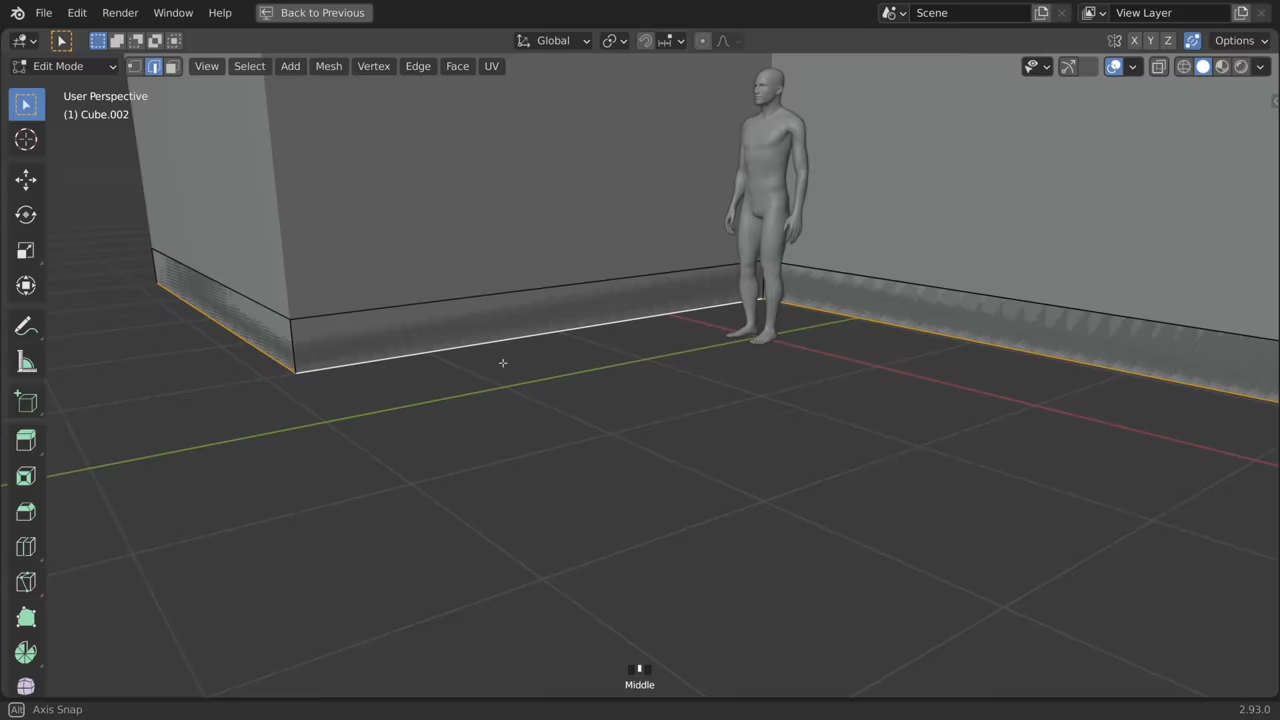 File Edit Render Window Help Back to Previous Scene View Layer
Global X Y Z Options
Edit Mode View Select Add Mesh Vertex Edge Face UV
User Perspective
(1) Cube.002
Middle
Alt Axis Snap 2.93.0